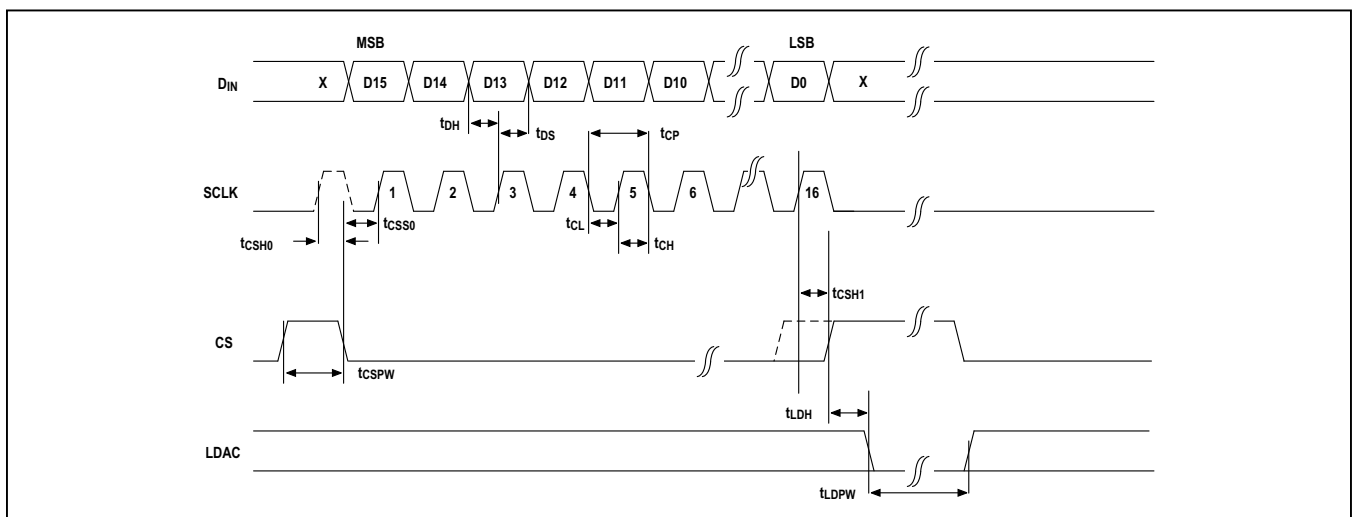 MSB LSB
DIN X D15 D14 D13 D12 D11 D10 D0 X
tDH tDS tCP
SCLK 1 2 3 4 5 6 16
tCSS0 tCL
tCSH0 tCH
tCSH1
CS
tCSPW
tLDH
LDAC
tLDPW